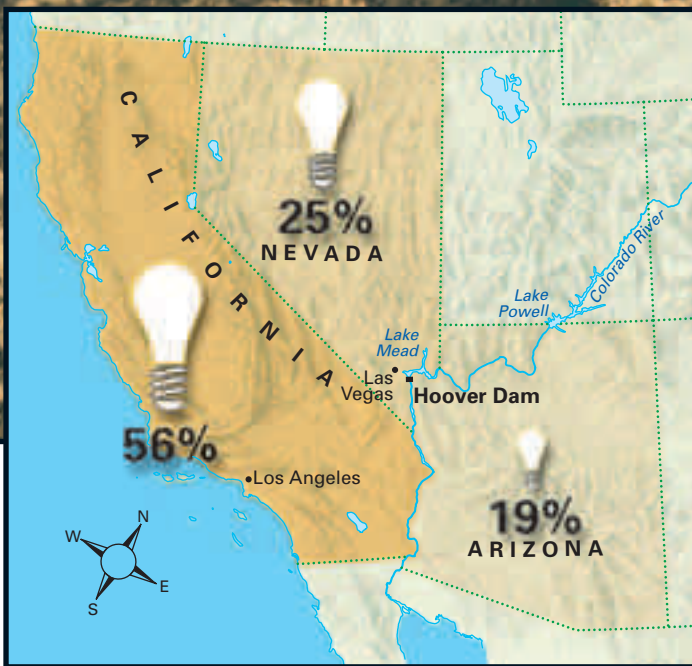 CALIFORNIA
25%
NEVADA
56%
Lake
Mead
Las
Vegas
Hoover Dam
Lake
Powell
Colorado River
Los Angeles
19%
ARIZONA
N
W
E
S